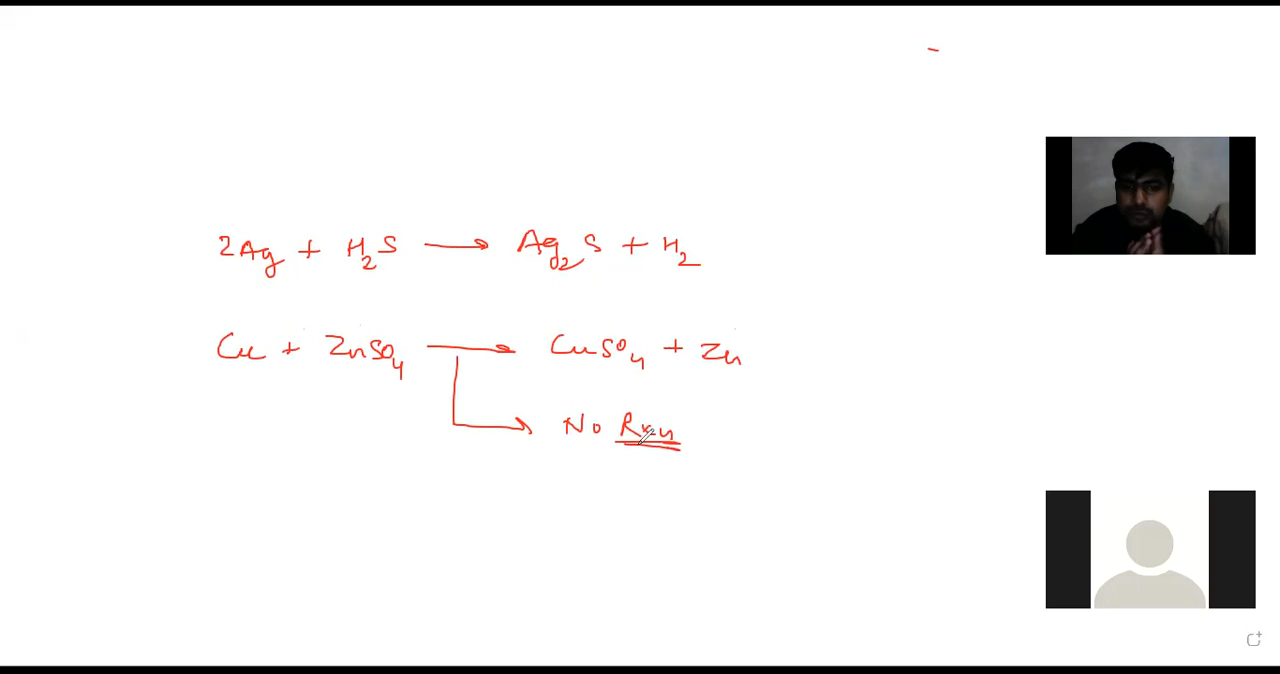 2Ag + H₂S → Ag₂S + H₂
Cu + ZnSO₄ → CuSO₄ + Zn
→ No Rxn